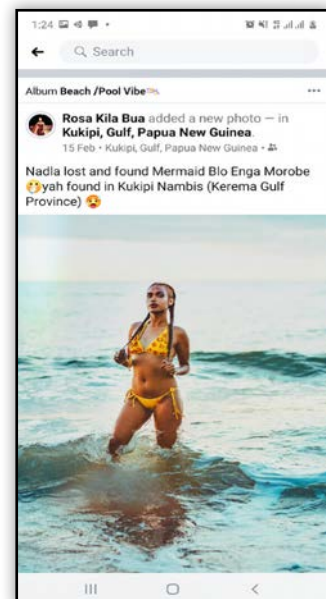 1:24
Search
Album Beach /Pool Vibe
Rosa Kila Bua added a new photo — in
Kukipi, Gulf, Papua New Guinea.
15 Feb • Kukipi, Gulf, Papua New Guinea •
Nadla lost and found Mermaid Blo Enga Morobe
yah found in Kukipi Nambis (Kerema Gulf
Province)